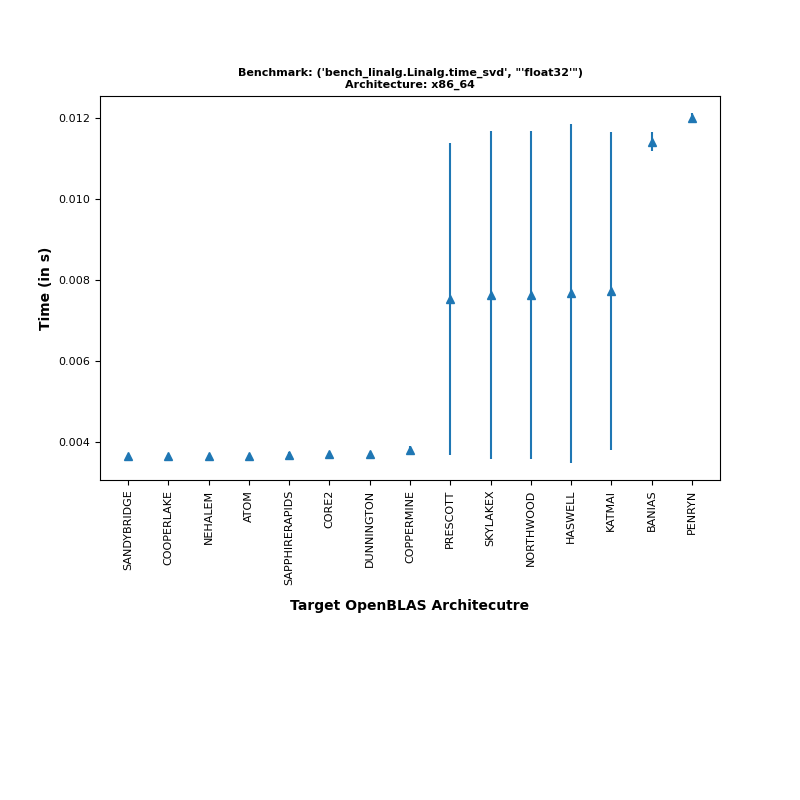 Benchmark: ('bench_linalg.Linalg.time_svd', "'float32'")
Architecture: x86_64
0.012
0.010
0.008
0.006
0.004
Time (in s)
SANDYBRIDGE
COOPERLAKE
NEHALEM
ATOM
SAPPHIRERAPIDS
CORE2
DUNNINGTON
COPPERMINE
PRESCOTT
SKYLAKEX
NORTHWOOD
HASWELL
KATMAI
BANIAS
PENRYN
Target OpenBLAS Architecutre